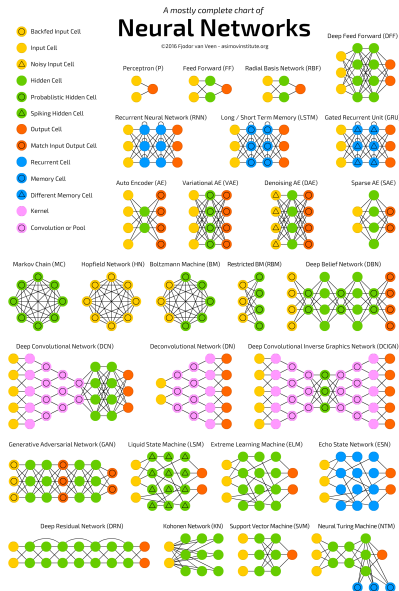 A mostly complete chart of
Neural Networks
©2016 Fjodor van Veen - asimovinstitute.org
Backfed Input Cell
Input Cell
Noisy Input Cell
Hidden Cell
Probablistic Hidden Cell
Spiking Hidden Cell
Output Cell
Match Input Output Cell
Recurrent Cell
Memory Cell
Different Memory Cell
Kernel
Convolution or Pool
Deep Feed Forward (DFF)
Perceptron (P) Feed Forward (FF) Radial Basis Network (RBF)
Recurrent Neural Network (RNN) Long / Short Term Memory (LSTM) Gated Recurrent Unit (GRU)
Auto Encoder (AE) Variational AE (VAE) Denoising AE (DAE) Sparse AE (SAE)
Markov Chain (MC) Hopfield Network (HN) Boltzmann Machine (BM) Restricted BM (RBM) Deep Belief Network (DBN)
Deep Convolutional Network (DCN) Deconvolutional Network (DN) Deep Convolutional Inverse Graphics Network (DCIGN)
Generative Adversarial Network (GAN) Liquid State Machine (LSM) Extreme Learning Machine (ELM) Echo State Network (ESN)
Deep Residual Network (DRN) Kohonen Network (KN) Support Vector Machine (SVM) Neural Turing Machine (NTM)